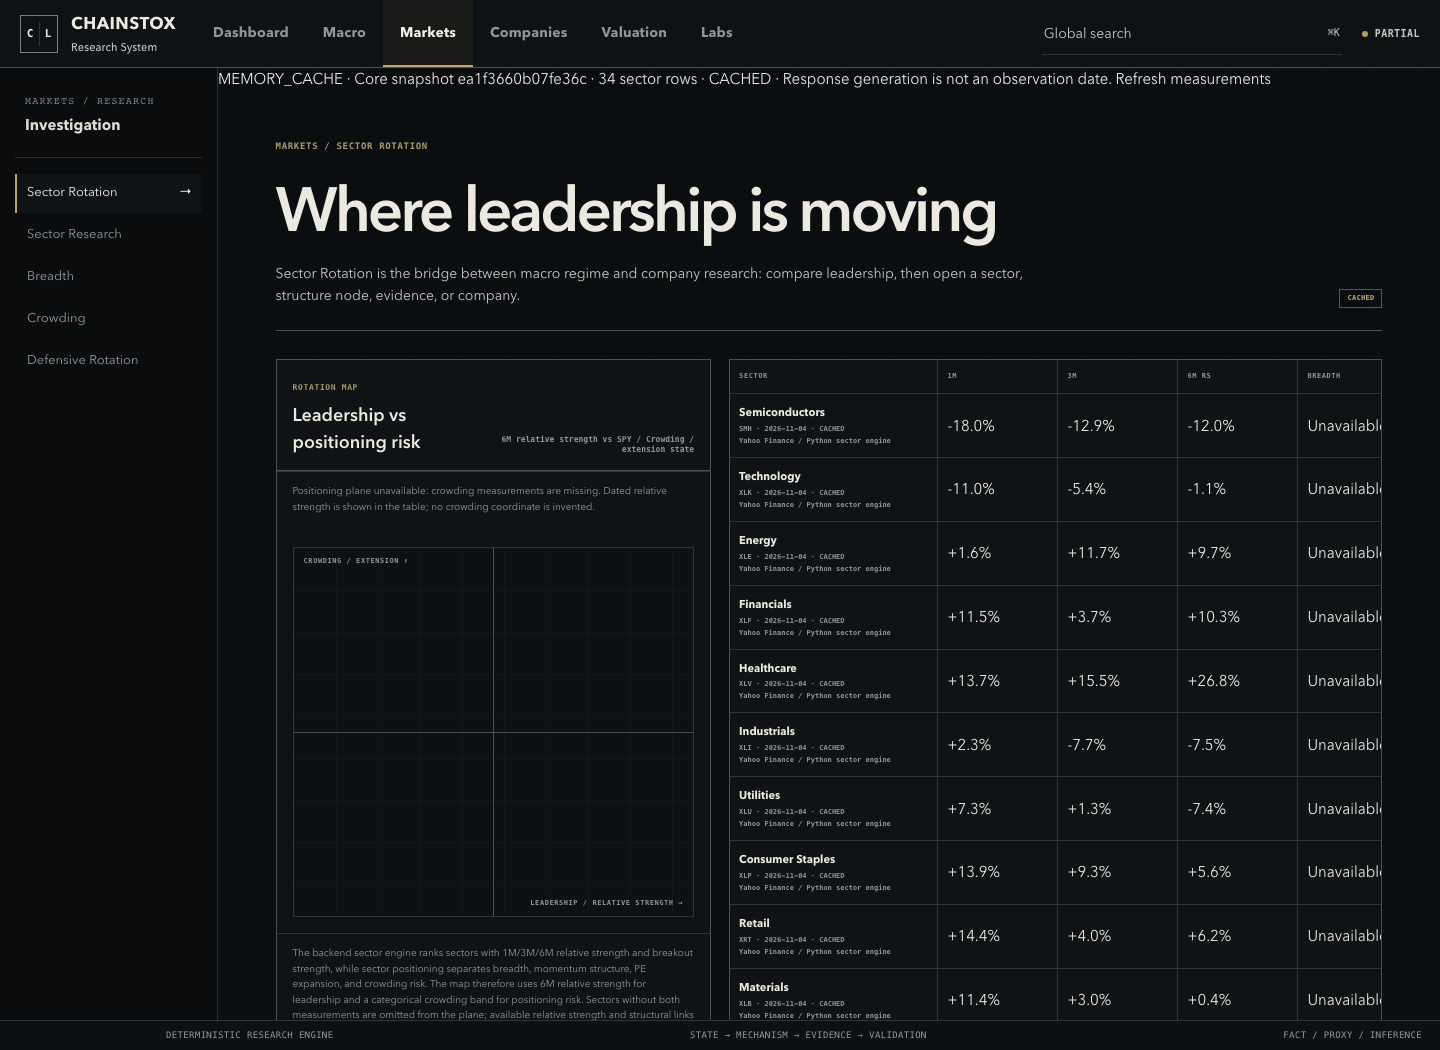 C L
CHAINSTOX
Research System
Dashboard Macro Markets Companies Valuation Labs
Global search ⌘K
PARTIAL
MEMORY_CACHE · Core snapshot ea1f3660b07fe36c · 34 sector rows · CACHED · Response generation is not an observation date. Refresh measurements
MARKETS / RESEARCH
Investigation
Sector Rotation →
Sector Research
Breadth
Crowding
Defensive Rotation
MARKETS / SECTOR ROTATION
Where leadership is moving
Sector Rotation is the bridge between macro regime and company research: compare leadership, then open a sector,
structure node, evidence, or company.
CACHED
ROTATION MAP
Leadership vs
positioning risk
6M relative strength vs SPY / Crowding /
extension state
Positioning plane unavailable: crowding measurements are missing. Dated relative
strength is shown in the table; no crowding coordinate is invented.
CROWDING / EXTENSION ↑
LEADERSHIP / RELATIVE STRENGTH →
The backend sector engine ranks sectors with 1M/3M/6M relative strength and breakout
strength, while sector positioning separates breadth, momentum structure, PE
expansion, and crowding risk. The map therefore uses 6M relative strength for
leadership and a categorical crowding band for positioning risk. Sectors without both
measurements are omitted from the plane; available relative strength and structural links
SECTOR 1M 3M 6M RS BREADTH
Semiconductors
SMH · 2026-11-04 · CACHED
Yahoo Finance / Python sector engine
-18.0% -12.9% -12.0% Unavailable
Technology
XLK · 2026-11-04 · CACHED
Yahoo Finance / Python sector engine
-11.0% -5.4% -1.1% Unavailable
Energy
XLE · 2026-11-04 · CACHED
Yahoo Finance / Python sector engine
+1.6% +11.7% +9.7% Unavailable
Financials
XLF · 2026-11-04 · CACHED
Yahoo Finance / Python sector engine
+11.5% +3.7% +10.3% Unavailable
Healthcare
XLV · 2026-11-04 · CACHED
Yahoo Finance / Python sector engine
+13.7% +15.5% +26.8% Unavailable
Industrials
XLI · 2026-11-04 · CACHED
Yahoo Finance / Python sector engine
+2.3% -7.7% -7.5% Unavailable
Utilities
XLU · 2026-11-04 · CACHED
Yahoo Finance / Python sector engine
+7.3% +1.3% -7.4% Unavailable
Consumer Staples
XLP · 2026-11-04 · CACHED
Yahoo Finance / Python sector engine
+13.9% +9.3% +5.6% Unavailable
Retail
XRT · 2026-11-04 · CACHED
Yahoo Finance / Python sector engine
+14.4% +4.0% +6.2% Unavailable
Materials
XLB · 2026-11-04 · CACHED
Yahoo Finance / Python sector engine
+11.4% +3.0% +0.4% Unavailable
DETERMINISTIC RESEARCH ENGINE
STATE → MECHANISM → EVIDENCE → VALIDATION
FACT / PROXY / INFERENCE